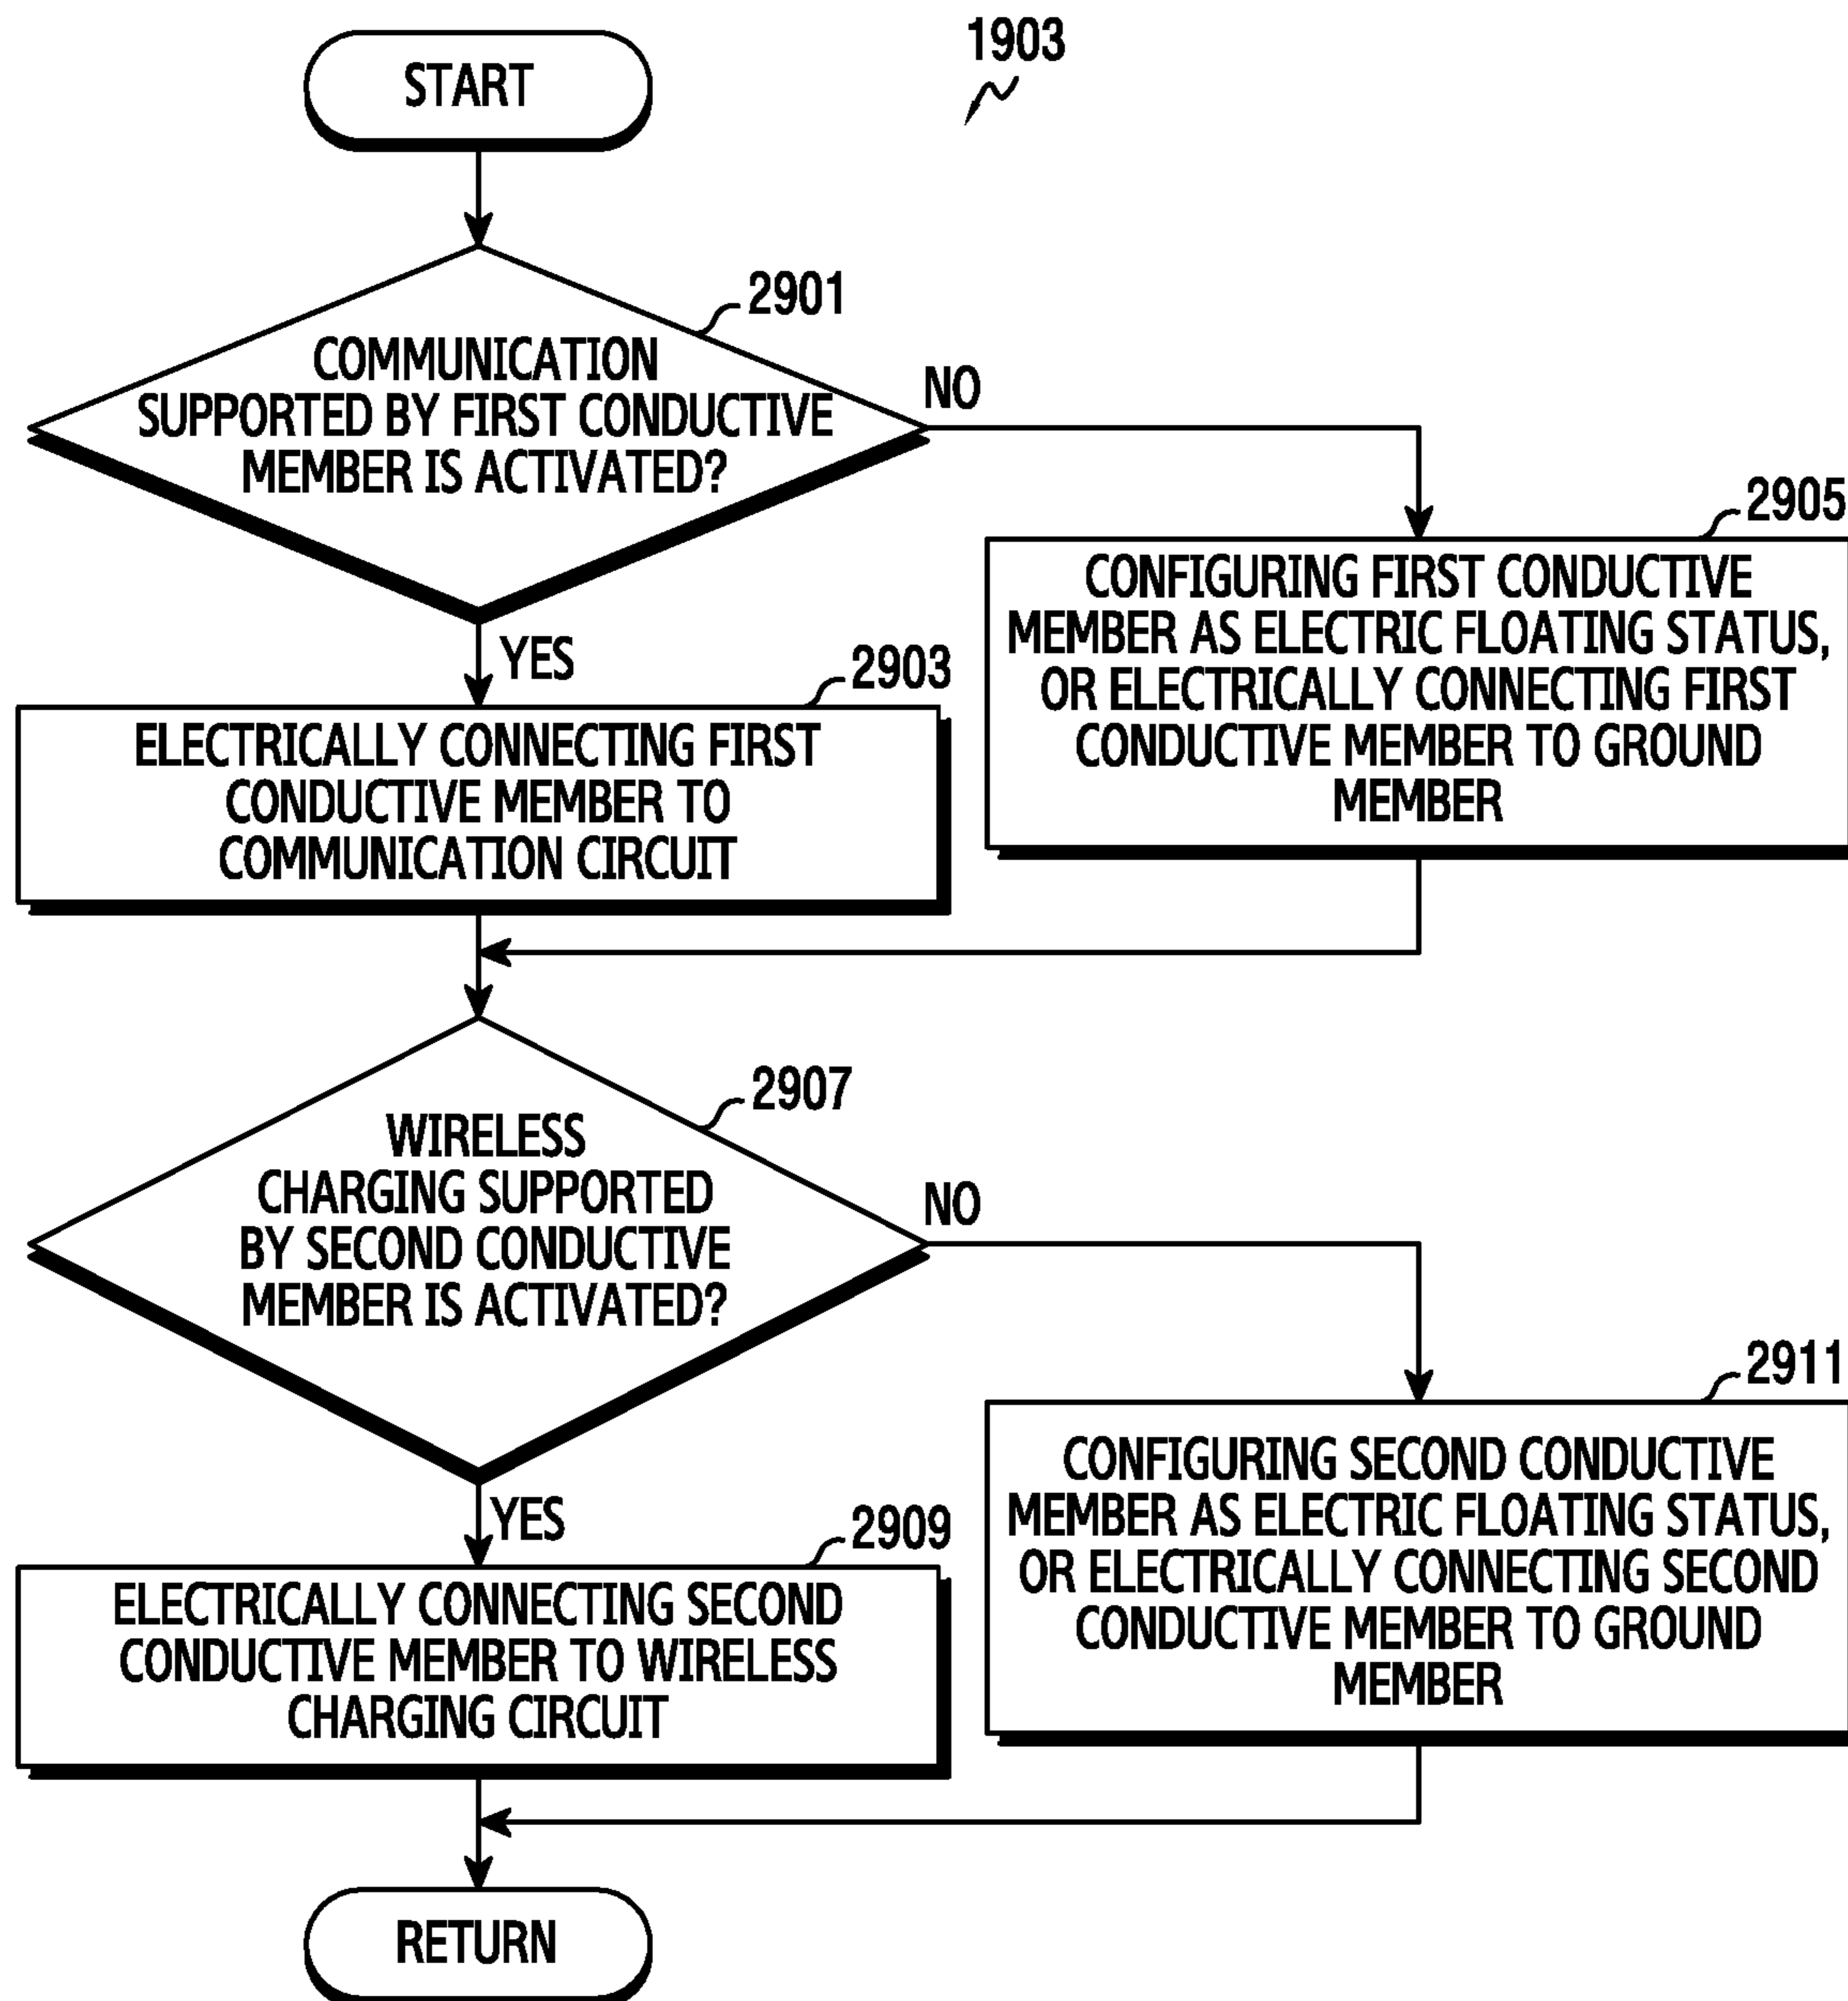 1903
START
2901
COMMUNICATION
SUPPORTED BY FIRST CONDUCTIVE
MEMBER IS ACTIVATED?
NO
YES
2903
ELECTRICALLY CONNECTING FIRST
CONDUCTIVE MEMBER TO
COMMUNICATION CIRCUIT
2905
CONFIGURING FIRST CONDUCTIVE
MEMBER AS ELECTRIC FLOATING STATUS,
OR ELECTRICALLY CONNECTING FIRST
CONDUCTIVE MEMBER TO GROUND
MEMBER
2907
WIRELESS
CHARGING SUPPORTED
BY SECOND CONDUCTIVE
MEMBER IS ACTIVATED?
NO
YES
2909
ELECTRICALLY CONNECTING SECOND
CONDUCTIVE MEMBER TO WIRELESS
CHARGING CIRCUIT
2911
CONFIGURING SECOND CONDUCTIVE
MEMBER AS ELECTRIC FLOATING STATUS,
OR ELECTRICALLY CONNECTING SECOND
CONDUCTIVE MEMBER TO GROUND
MEMBER
RETURN